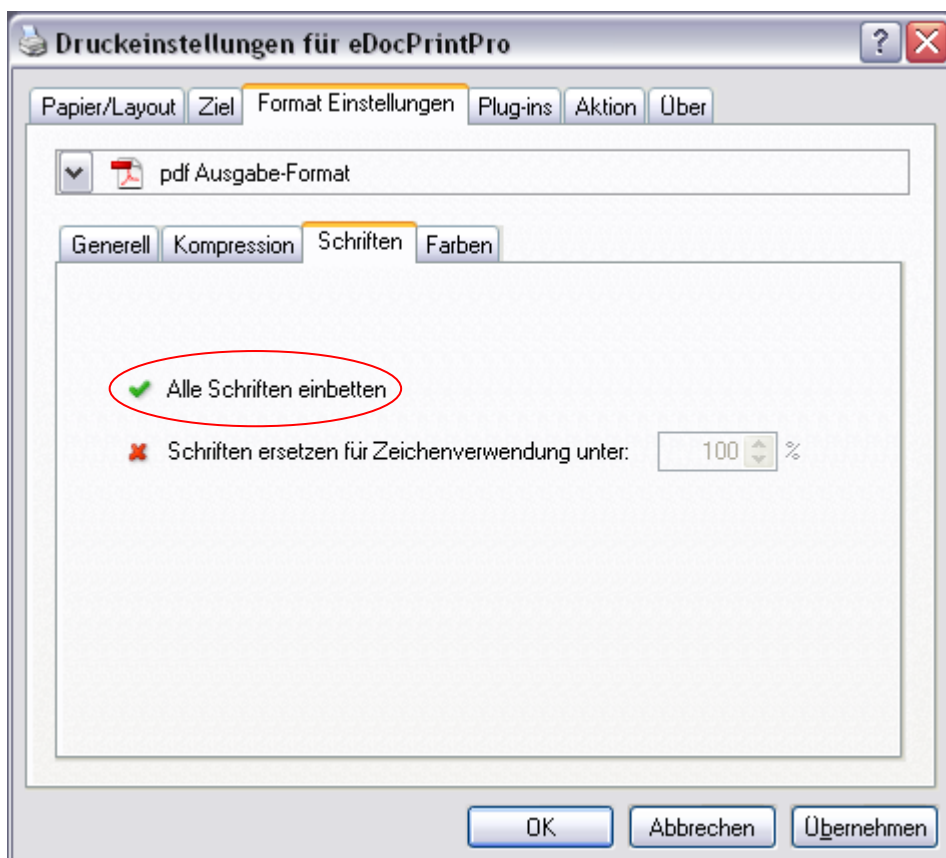 Druckeinstellungen für eDocPrintPro
Papier/Layout Ziel Format Einstellungen Plug-ins Aktion Über
pdf Ausgabe-Format
Generell Kompression Schriften Farben
Alle Schriften einbetten
Schriften ersetzen für Zeichenverwendung unter: 100 %
OK Abbrechen Übernehmen